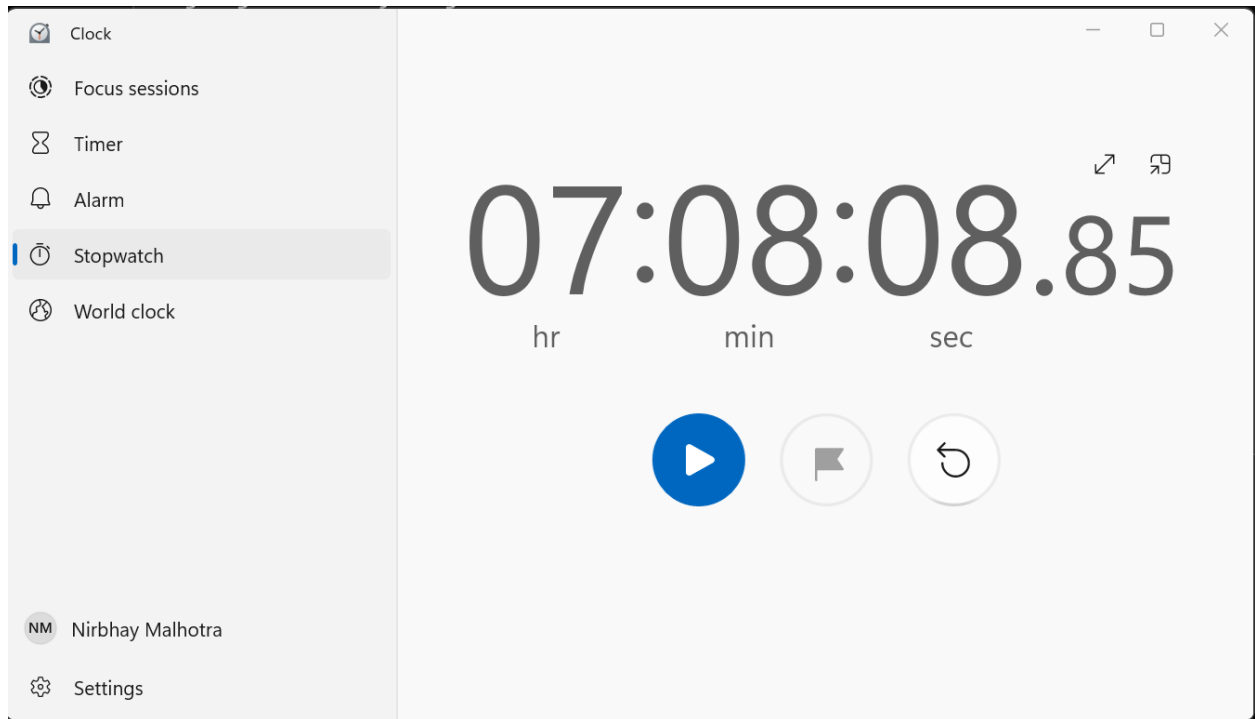 Clock
Focus sessions
Timer
Alarm
Stopwatch
World clock
07:08:08.85
hr min sec
NM Nirbhay Malhotra
Settings